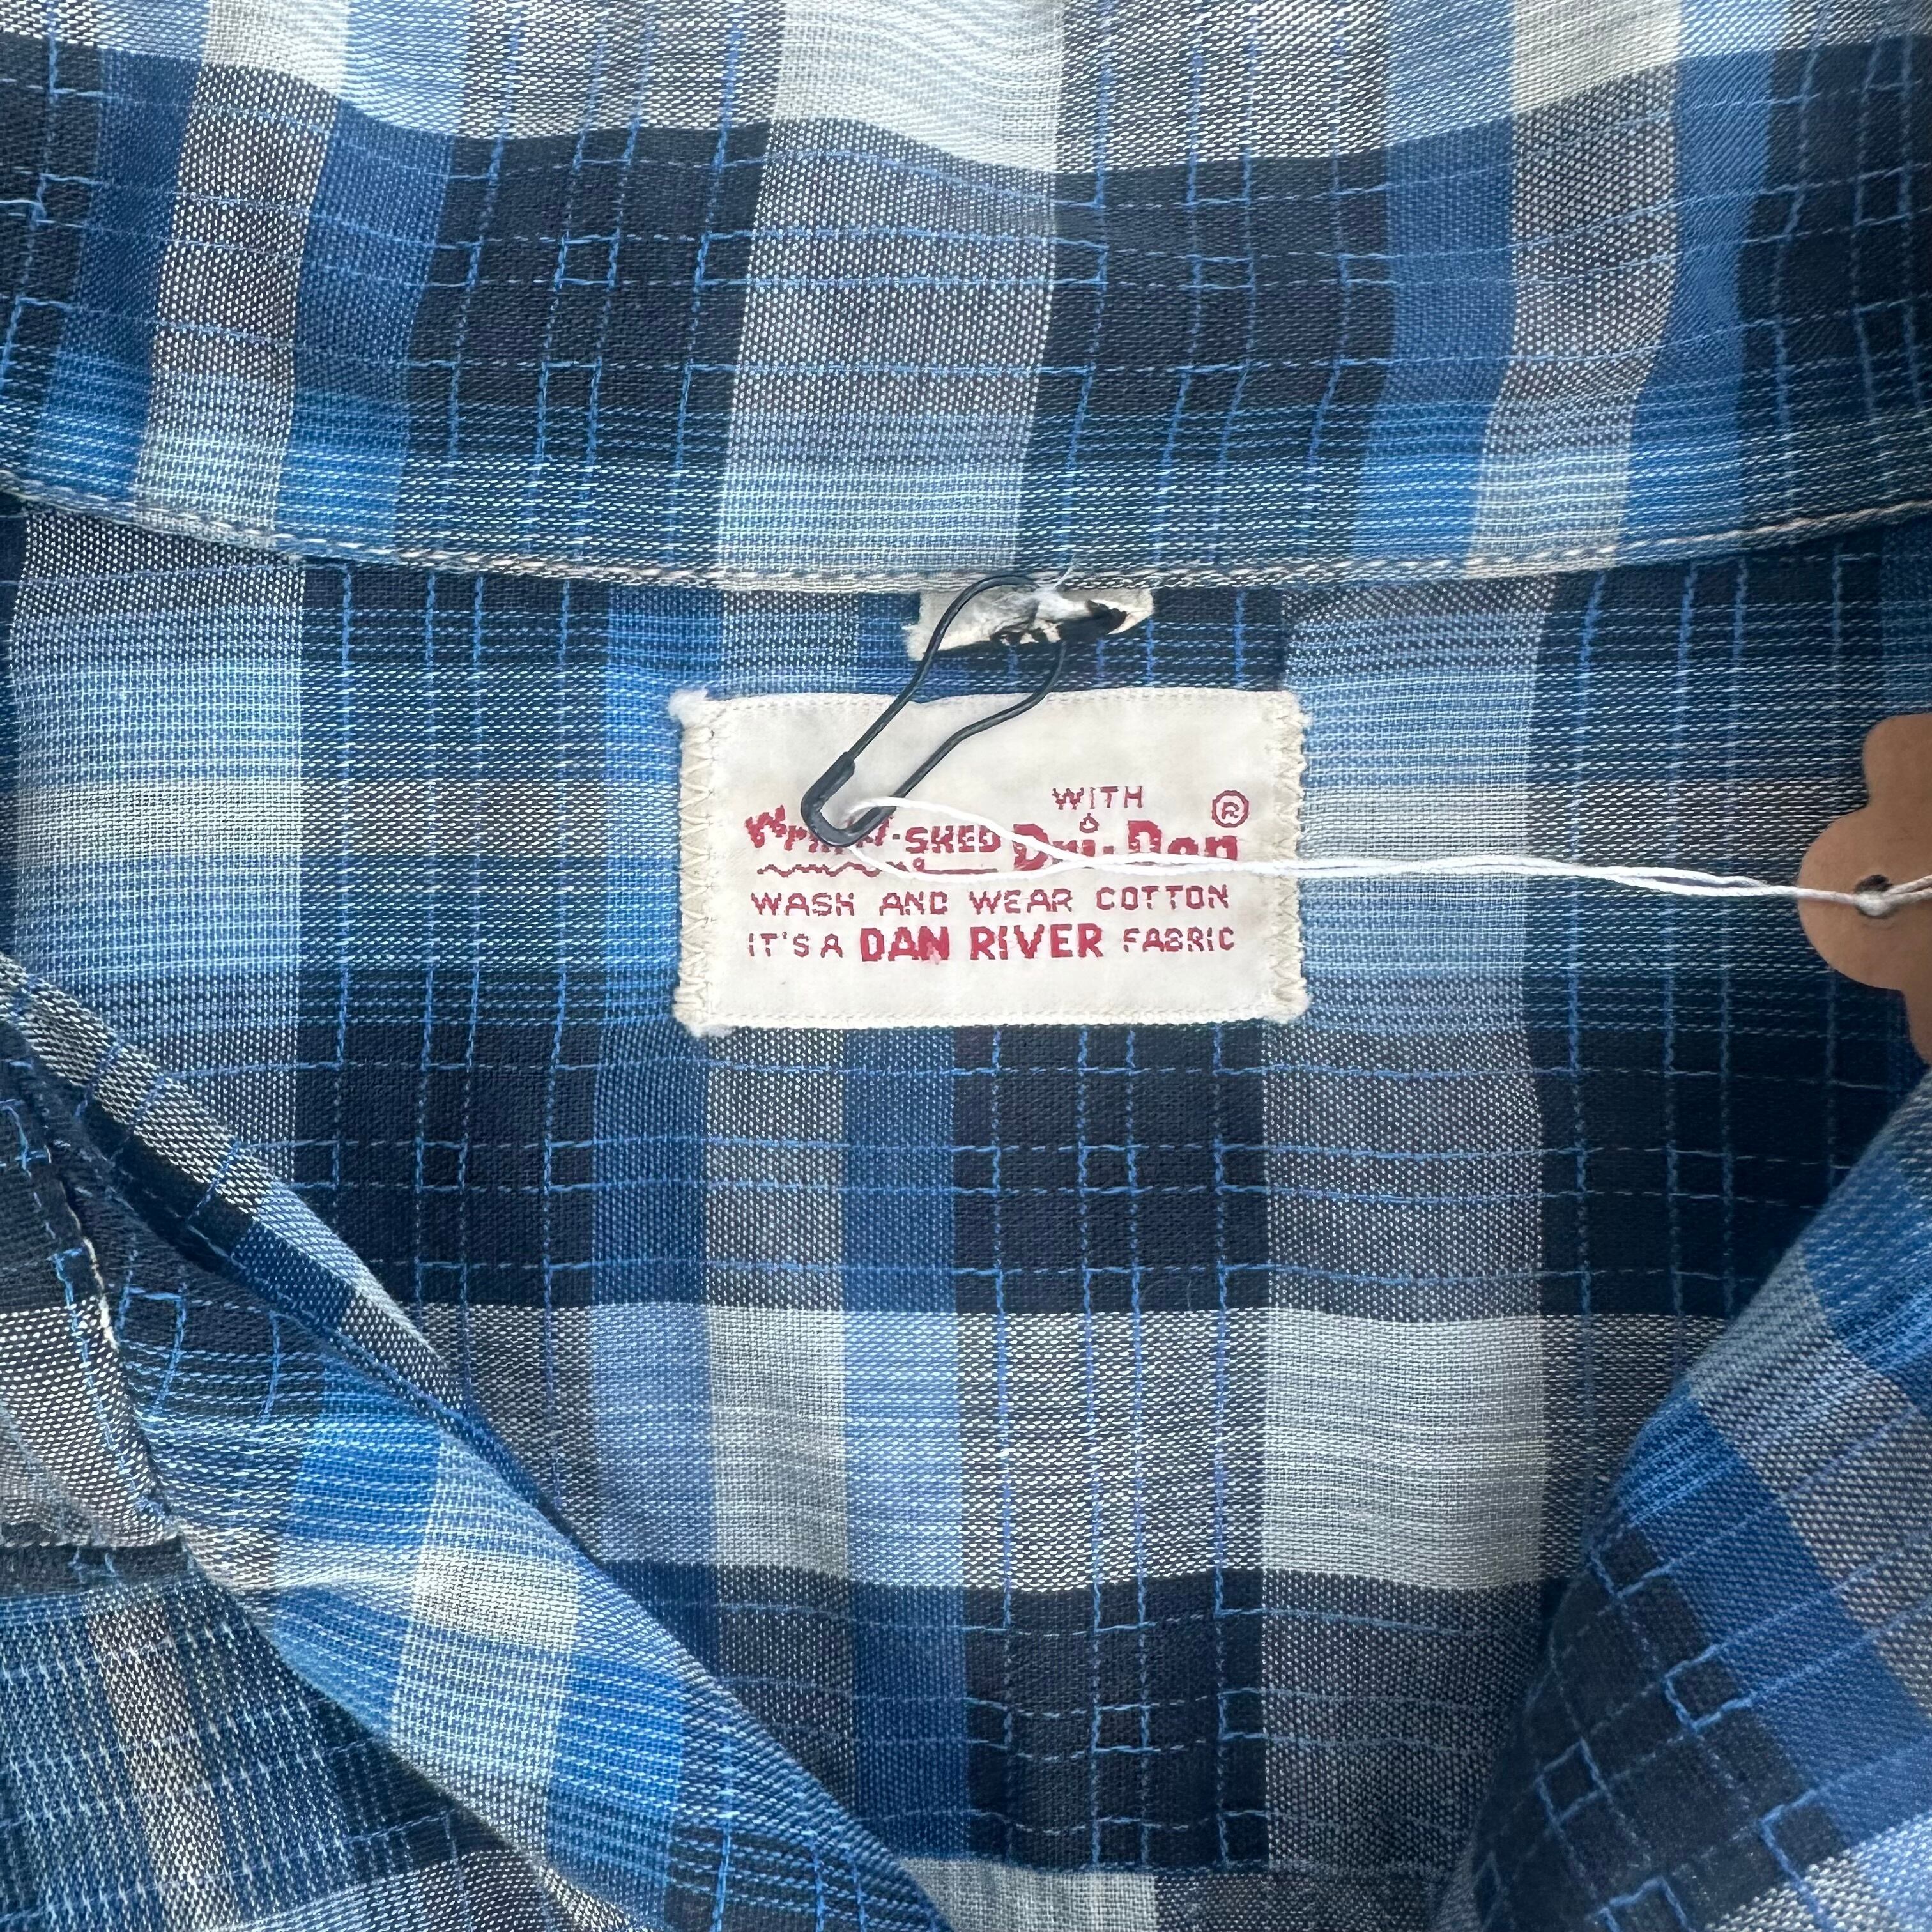 WITH ®
-SHED Dri-Don
WASH AND WEAR COTTON
IT'S A DAN RIVER FABRIC